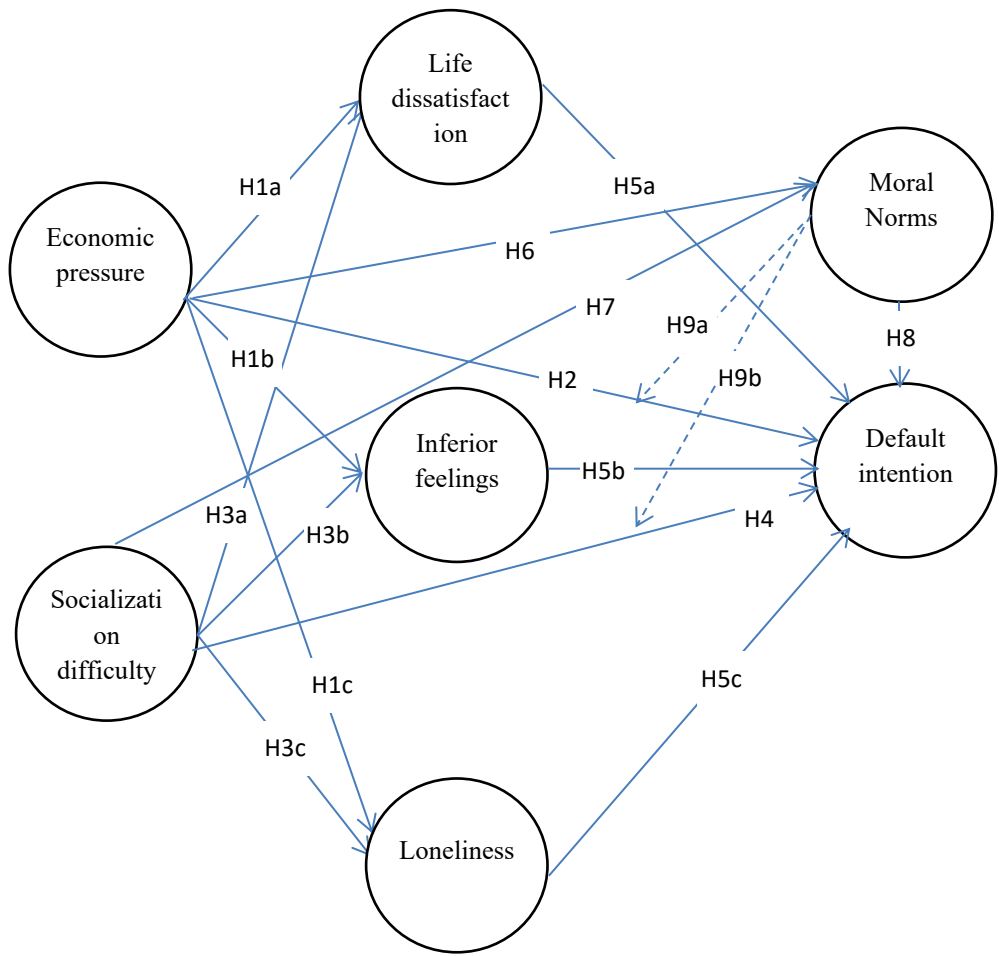 Life
dissatisfact
ion
Moral
Norms
H1a
H5a
Economic
pressure
H6
H7
H9a
H8
H1b
H2
H9b
Inferior
feelings
Default
intention
H5b
H3a
H3b
H4
Socializati
on
difficulty
H1c
H5c
H3c
Loneliness